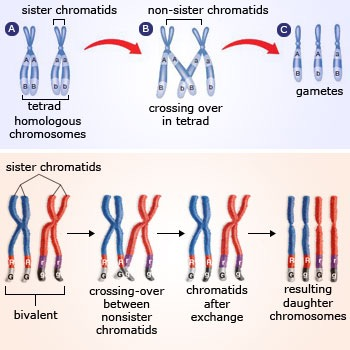 sister chromatids
non-sister chromatids
A
B
C
A A a a
B B b b
A A a a
B B b b
A A a a
B b B b
tetrad
homologous
chromosomes
crossing over
in tetrad
gametes
sister chromatids
R R r r
G G g g
bivalent
crossing-over
between
nonsister
chromatids
chromatids
after
exchange
resulting
daughter
chromosomes